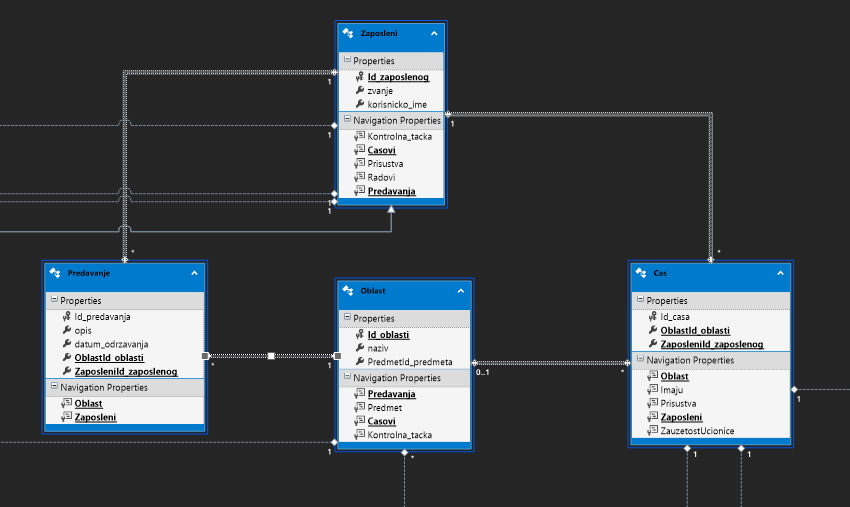 Zaposleni
Properties
Id_zaposlenog
zvanje
korisnicko_ime
Navigation Properties
Kontrolna_tacka
Casovi
Prisustva
Radovi
Predavanja
1
1
1
1
1
*
*
Predavanje
Properties
Id_predavanja
opis
datum_odrzavanja
OblastId_oblasti
ZaposleniId_zaposlenog
Navigation Properties
Oblast
Zaposleni
*
1
Oblast
Properties
Id_oblasti
naziv
PredmetId_predmeta
Navigation Properties
Predavanja
Predmet
Casovi
Kontrolna_tacka
1
*
0..1
*
Cas
Properties
Id_casa
OblastId_oblasti
ZaposleniId_zaposlenog
Navigation Properties
Oblast
Imaju
Prisustva
Zaposleni
ZauzetostUcionice
1
1
1